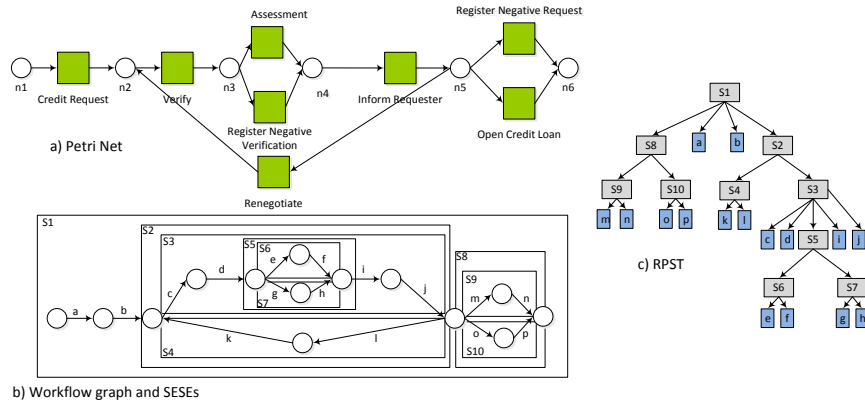 Assessment
Register Negative Request
n1
Credit Request
n2
Verify
n3
n4
Inform Requester
n5
n6
Register Negative
Verification
Open Credit Loan
a) Petri Net
Renegotiate
S1
S2
S3
S5
S6
e
f
g
h
S7
c
d
i
j
a
b
k
l
S4
S8
S9
m
n
o
p
S10
b) Workflow graph and SESEs
S1
S8
a
b
S2
S9
S10
S4
S3
m
n
o
p
k
l
c
d
S5
i
j
c) RPST
S6
S7
e
f
g
h